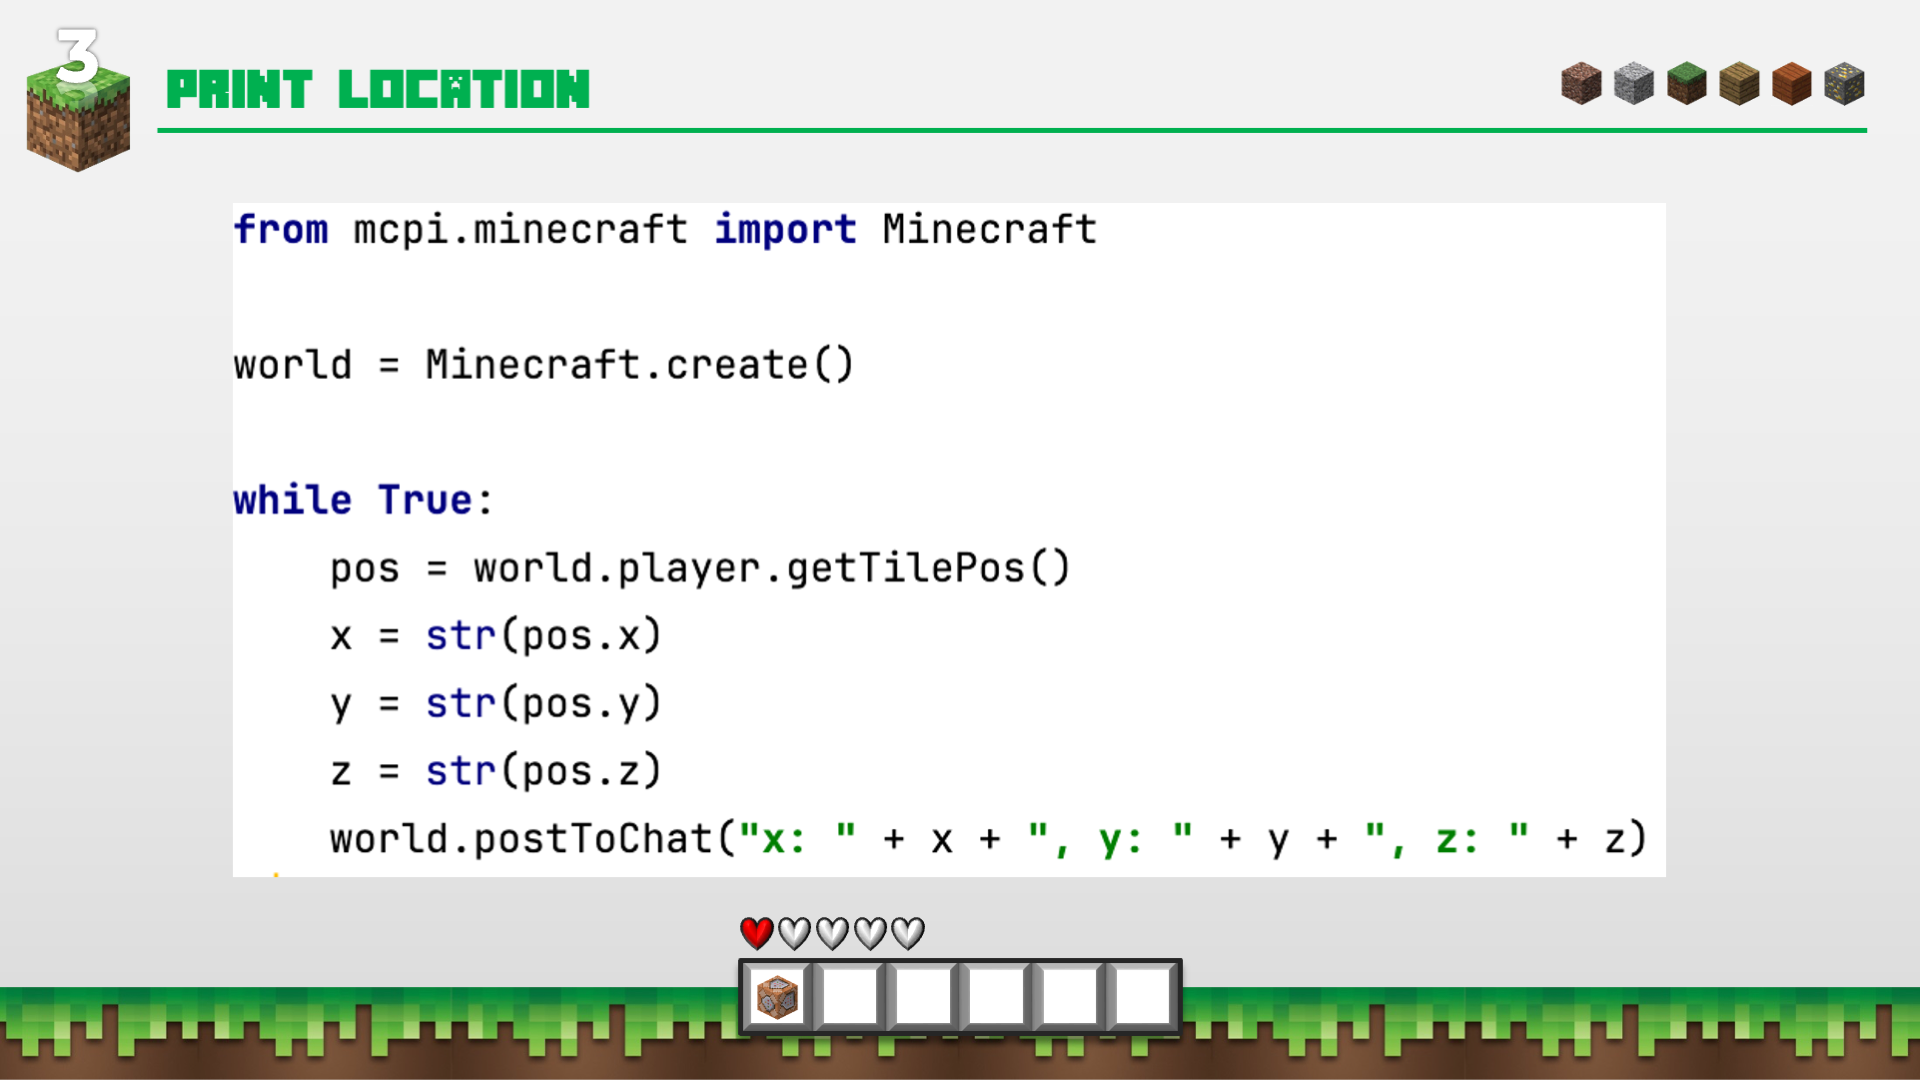 3
PRINT LOCATION
from mcpi.minecraft import Minecraft
world = Minecraft.create()
while True:
    pos = world.player.getTilePos()
    x = str(pos.x)
    y = str(pos.y)
    z = str(pos.z)
    world.postToChat("x: " + x + ", y: " + y + ", z: " + z)